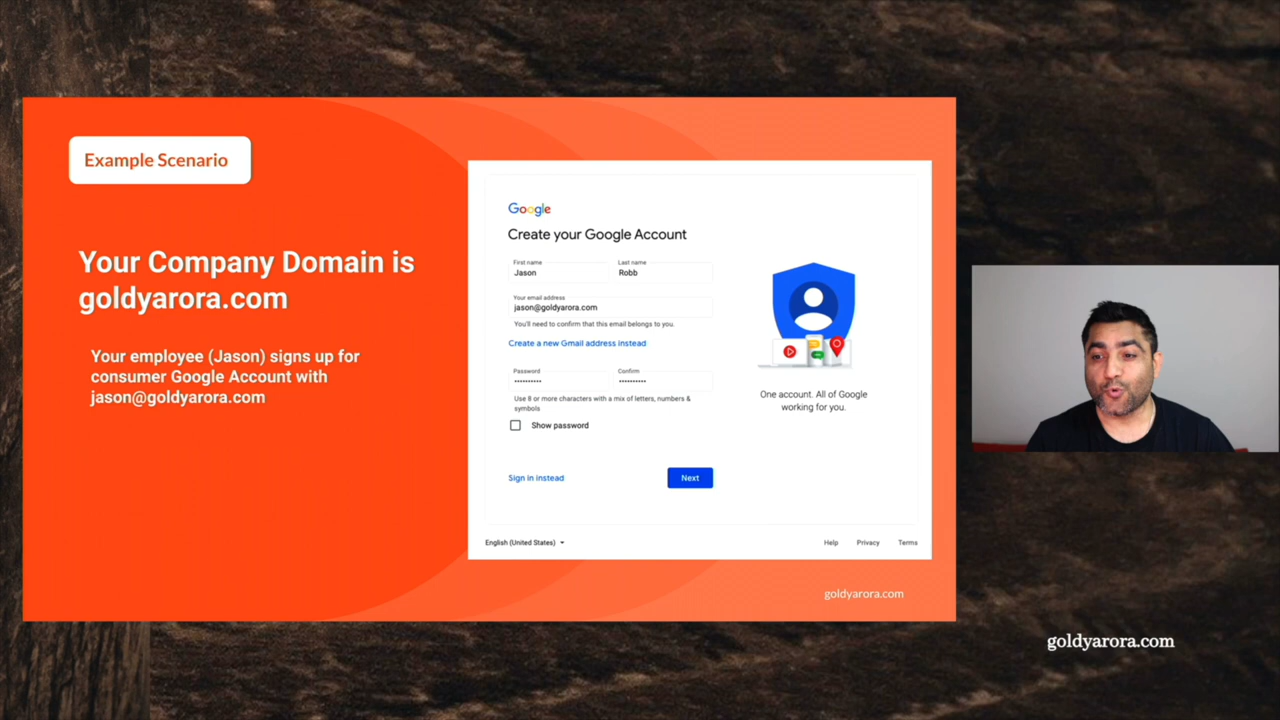 Example Scenario
Your Company Domain is
goldyarora.com
Your employee (Jason) signs up for
consumer Google Account with
jason@goldyarora.com
Google
Create your Google Account
First name
Jason
Last name
Robb
Your email address
jason@goldyarora.com
You'll need to confirm that this email belongs to you.
Create a new Gmail address instead
Password
••••••••••
Confirm
••••••••••
Use 8 or more characters with a mix of letters, numbers &
symbols
Show password
Sign in instead
Next
One account. All of Google
working for you.
English (United States)
Help
Privacy
Terms
goldyarora.com
goldyarora.com